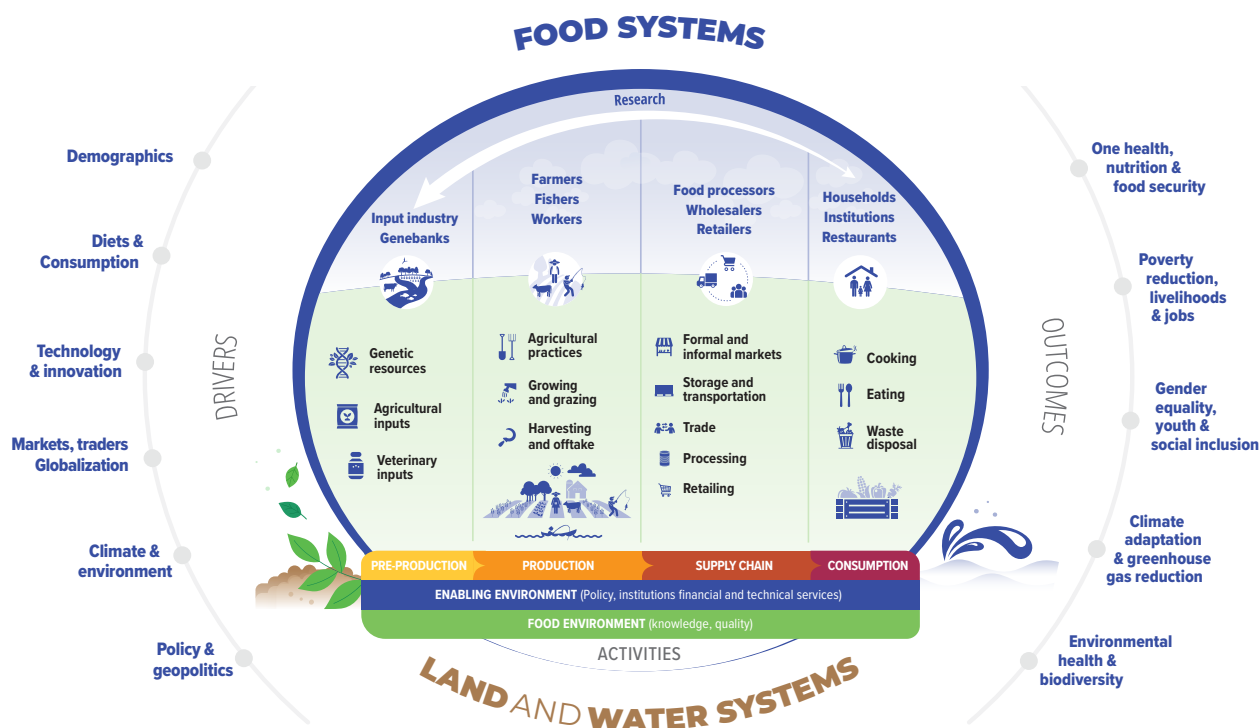 FOOD SYSTEMS
Research
Demographics
Diets &
Consumption
Technology
& innovation
Markets, traders
Globalization
Climate &
environment
Policy &
geopolitics
DRIVERS
Input industry
Genebanks
Genetic
resources
Agricultural
inputs
Veterinary
inputs
Farmers
Fishers
Workers
Agricultural
practices
Growing
and grazing
Harvesting
and offtake
Food processors
Wholesalers
Retailers
Formal and
informal markets
Storage and
transportation
Trade
Processing
Retailing
Households
Institutions
Restaurants
Cooking
Eating
Waste
disposal
OUTCOMES
One health,
nutrition &
food security
Poverty
reduction,
livelihoods
& jobs
Gender
equality,
youth &
social inclusion
Climate
adaptation
& greenhouse
gas reduction
Environmental
health &
biodiversity
PRE-PRODUCTION
PRODUCTION
SUPPLY CHAIN
CONSUMPTION
ENABLING ENVIRONMENT (Policy, institutions financial and technical services)
FOOD ENVIRONMENT (knowledge, quality)
ACTIVITIES
LAND AND WATER SYSTEMS